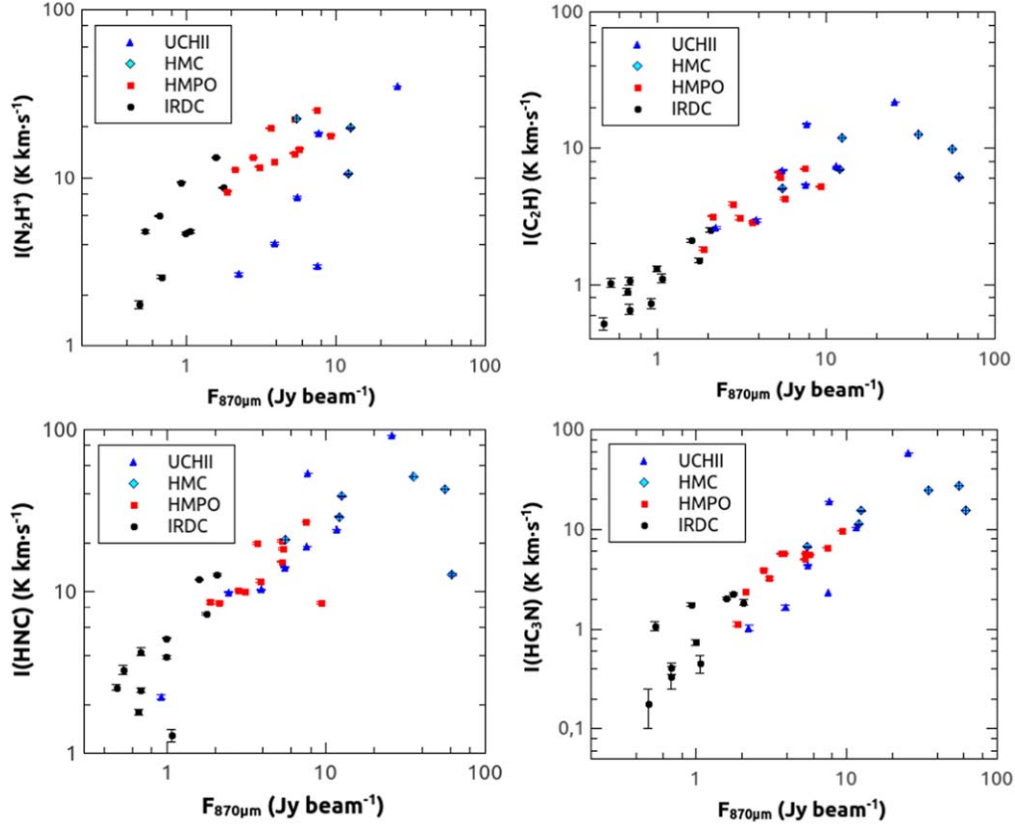 100
10
1
I(N₂H⁺) (K km·s⁻¹)
UCHII
HMC
HMPO
IRDC
1 10 100
F₈₇₀μₘ (Jy beam⁻¹)
100
10
1
I(C₂H) (K km·s⁻¹)
UCHII
HMC
HMPO
IRDC
1 10 100
F₈₇₀μₘ (Jy beam⁻¹)
100
10
1
I(HNC) (K km·s⁻¹)
UCHII
HMC
HMPO
IRDC
1 10 100
F₈₇₀μₘ (Jy beam⁻¹)
100
10
1
0,1
I(HC₃N) (K km·s⁻¹)
UCHII
HMC
HMPO
IRDC
1 10 100
F₈₇₀μₘ (Jy beam⁻¹)